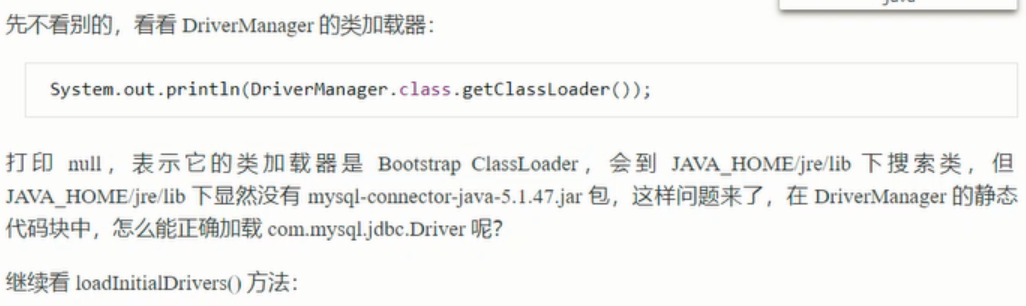 先不看别的，看看 DriverManager 的类加载器：
System.out.println(DriverManager.class.getClassLoader());
打印 null，表示它的类加载器是 Bootstrap ClassLoader，会到 JAVA_HOME/jre/lib 下搜索类，但
JAVA_HOME/jre/lib 下显然没有 mysql-connector-java-5.1.47.jar 包，这样问题来了，在 DriverManager 的静态
代码块中，怎么能正确加载 com.mysql.jdbc.Driver 呢？
继续看 loadInitialDrivers() 方法：